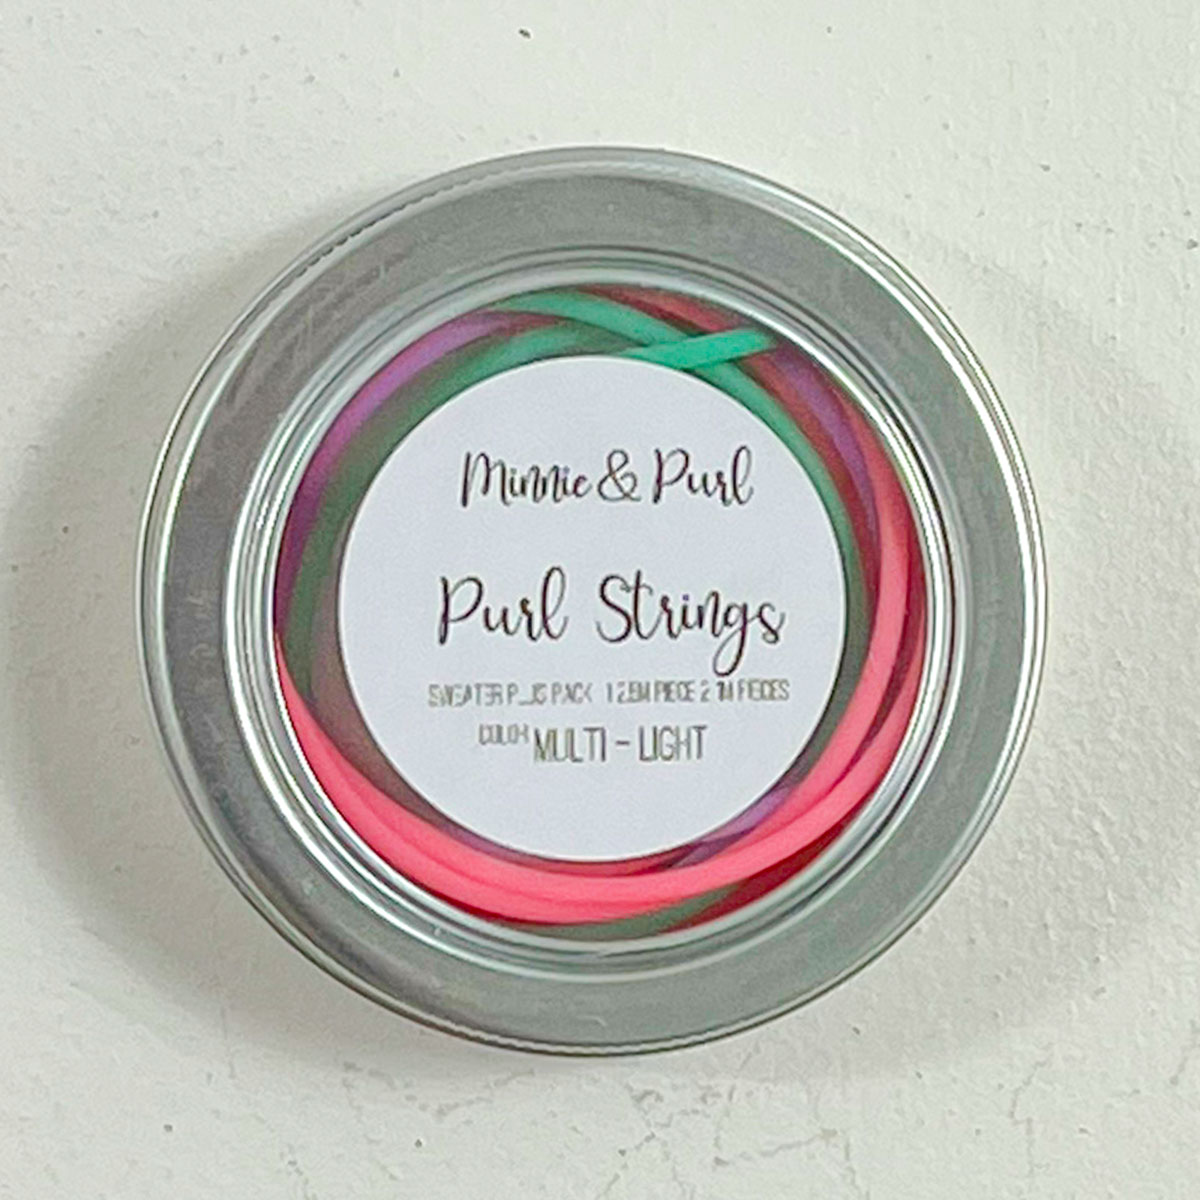 Minnie & Purl
Purl Strings
SWEATER PLUS PACK 1 2.5M PIECE 2 1M PIECES
COLOR MULTI - LIGHT